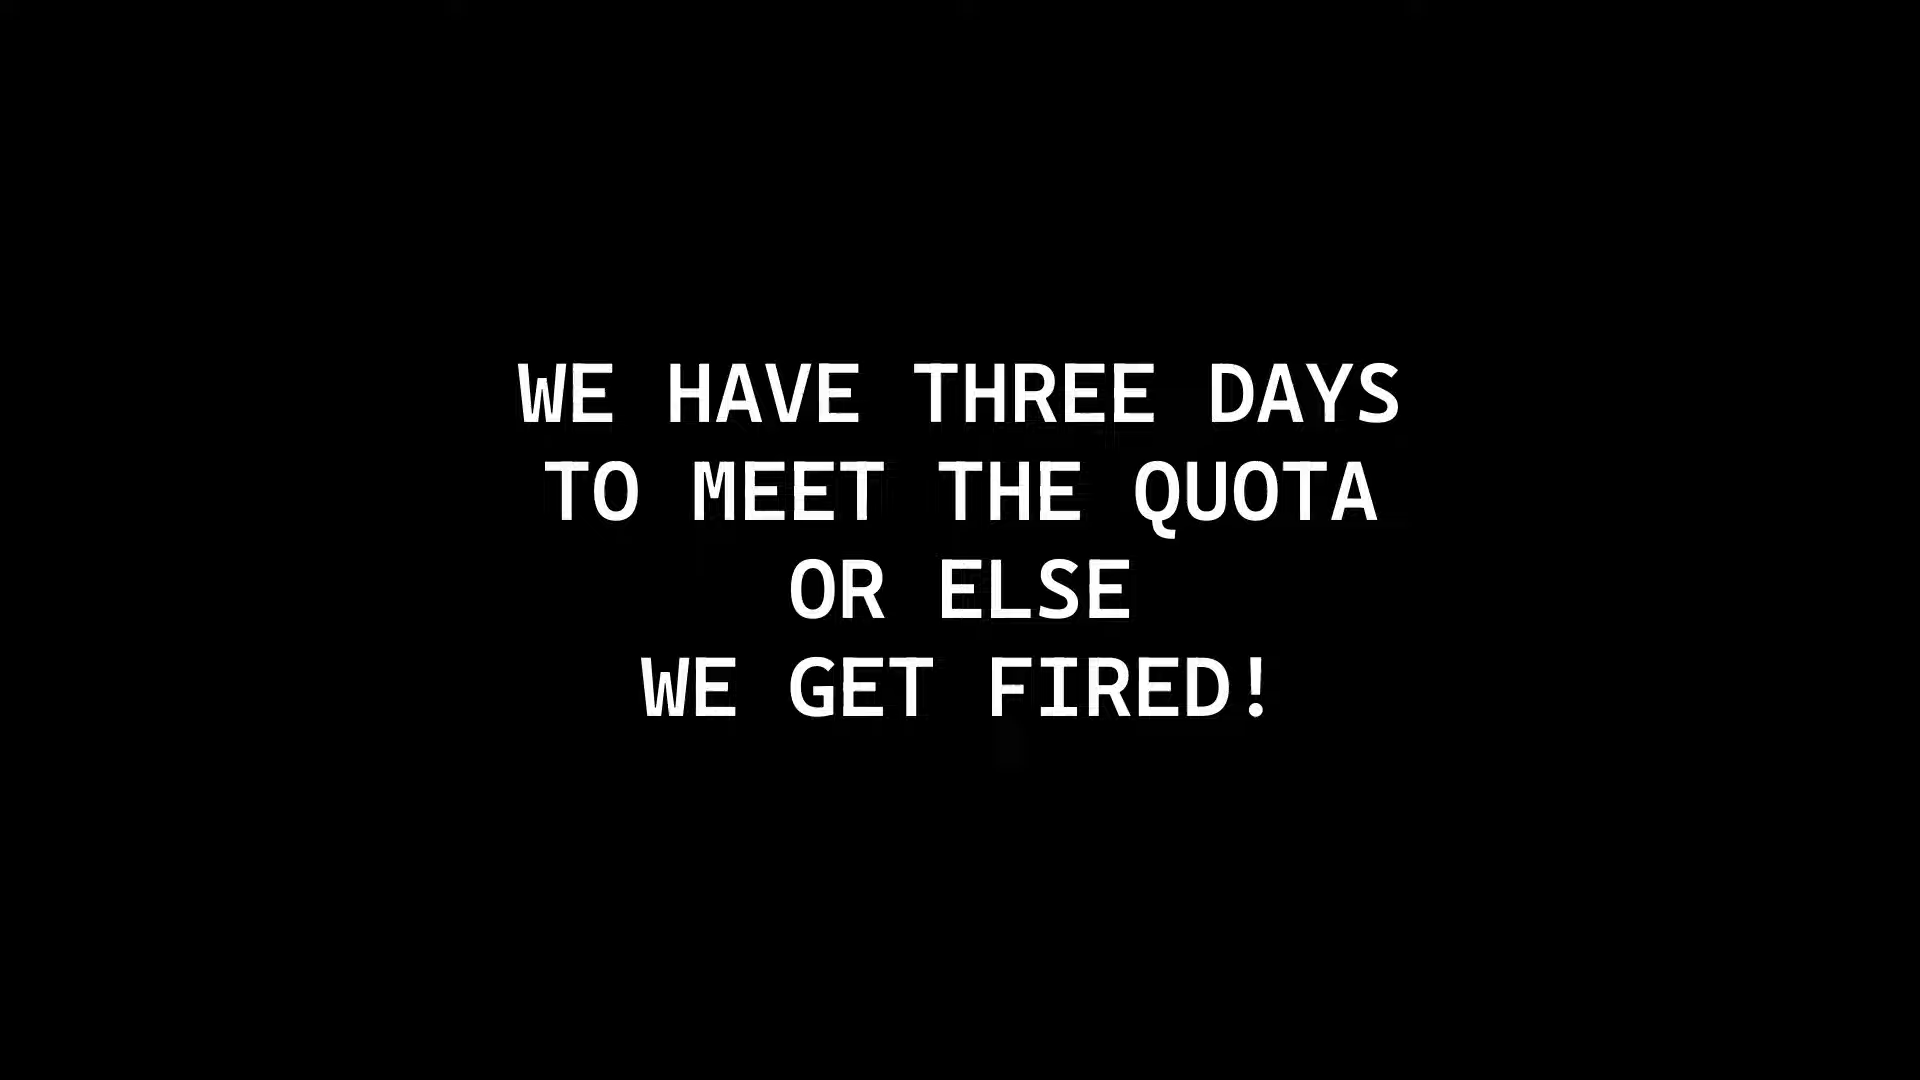 WE HAVE THREE DAYS
TO MEET THE QUOTA
OR ELSE
WE GET FIRED!